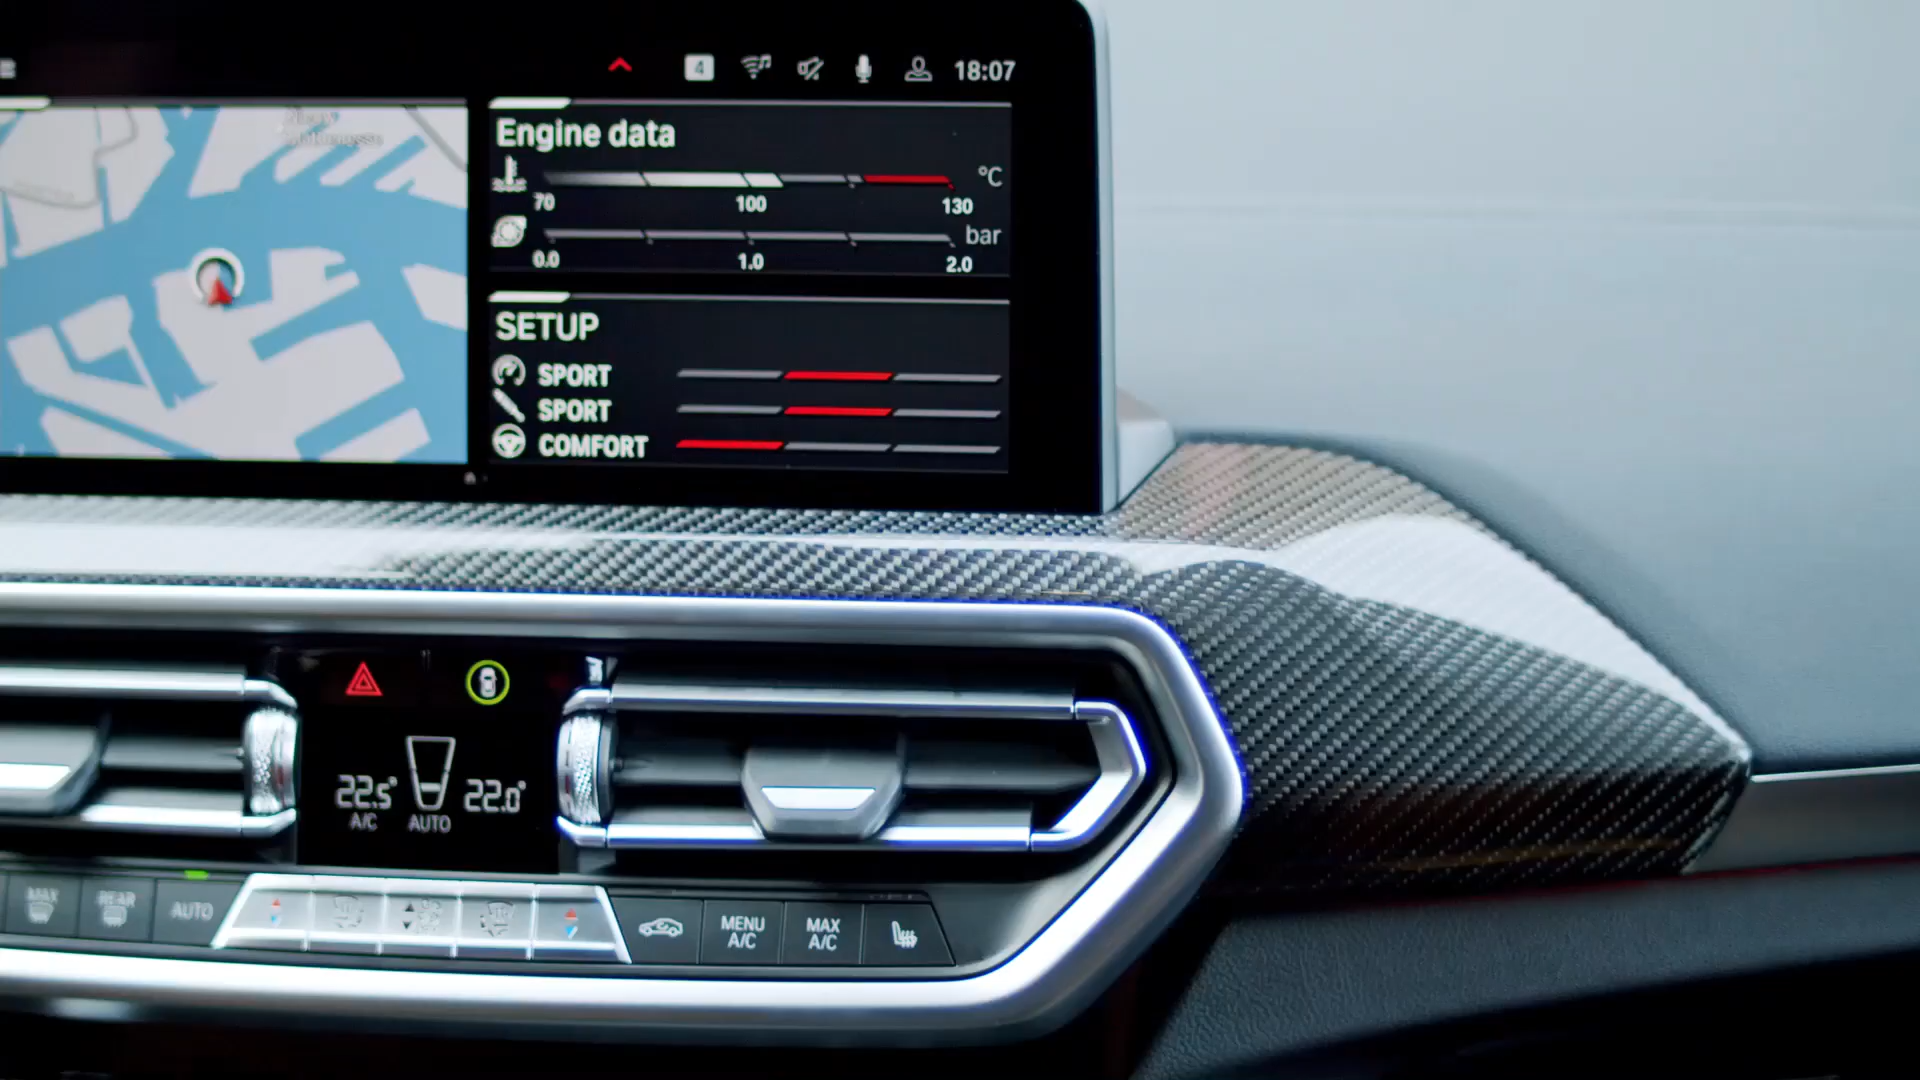 4 18:07
Engine data
°C
70 100 130
bar
0.0 1.0 2.0
SETUP
SPORT
SPORT
COMFORT
22.5° 22.0°
A/C AUTO
MAX REAR AUTO
MENU A/C
MAX A/C